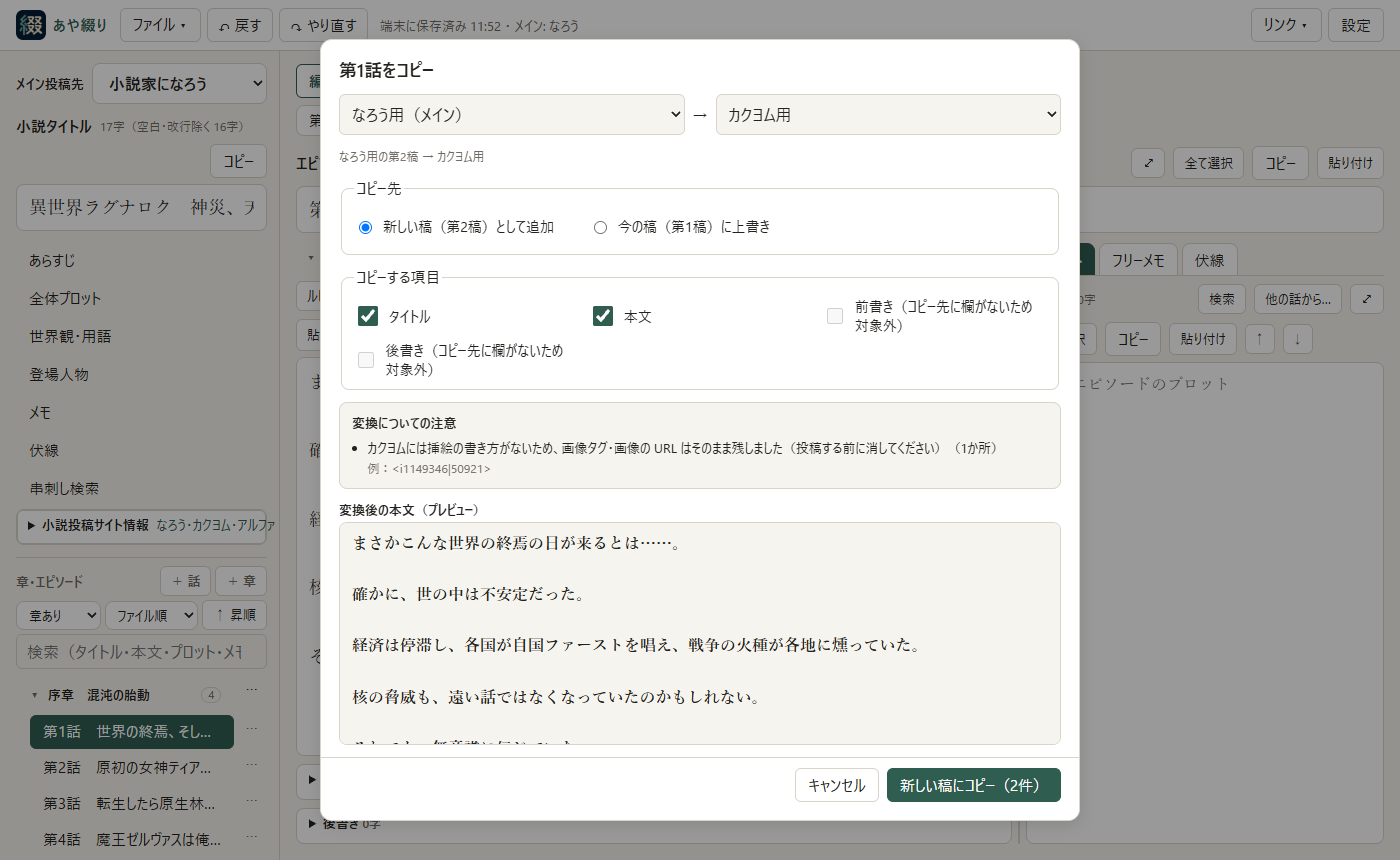 綴 あや綴り ファイル ▾ 戻す やり直す 端末に保存済み 11:52・メイン: なろう リンク ▾ 設定
メイン投稿先 小説家になろう
小説タイトル 17字（空白・改行除く 16字）
コピー
異世界ラグナロク　神災、
あらすじ
全体プロット
世界観・用語
登場人物
メモ
伏線
串刺し検索
▶ 小説投稿サイト情報 なろう・カクヨム・アルファ
章・エピソード ＋ 話 ＋ 章
章あり ファイル順 ↑ 昇順
検索（タイトル・本文・プロット・メモ
▾ 序章　混沌の胎動 4 …
第1話　世界の終焉、そし... …
第2話　原初の女神ティア... …
第3話　転生したら原生林... …
第4話　魔王ゼルヴァスは俺... …
第1話をコピー
なろう用（メイン） → カクヨム用
なろう用の第2稿 → カクヨム用
コピー先
新しい稿（第2稿）として追加 今の稿（第1稿）に上書き
コピーする項目
タイトル 本文 前書き（コピー先に欄がないため
対象外）
後書き（コピー先に欄がないため
対象外）
変換についての注意
• カクヨムには挿絵の書き方がないため、画像タグ・画像の URL はそのまま残しました（投稿する前に消してください）（1か所）
例：<i1149346|50921>
変換後の本文（プレビュー）
まさかこんな世界の終焉の日が来るとは……。
確かに、世の中は不安定だった。
経済は停滞し、各国が自国ファーストを唱え、戦争の火種が各地に燻っていた。
核の脅威も、遠い話ではなくなっていたのかもしれない。
キャンセル 新しい稿にコピー（2件）
編
第
エピ
第
ル
貼
ま
確
経
核
そ
▶ 後書き 0字
⤢ 全て選択 コピー 貼り付け
フリーメモ 伏線
0字 検索 他の話から... ⤢
択 コピー 貼り付け ↑ ↓
エピソードのプロット